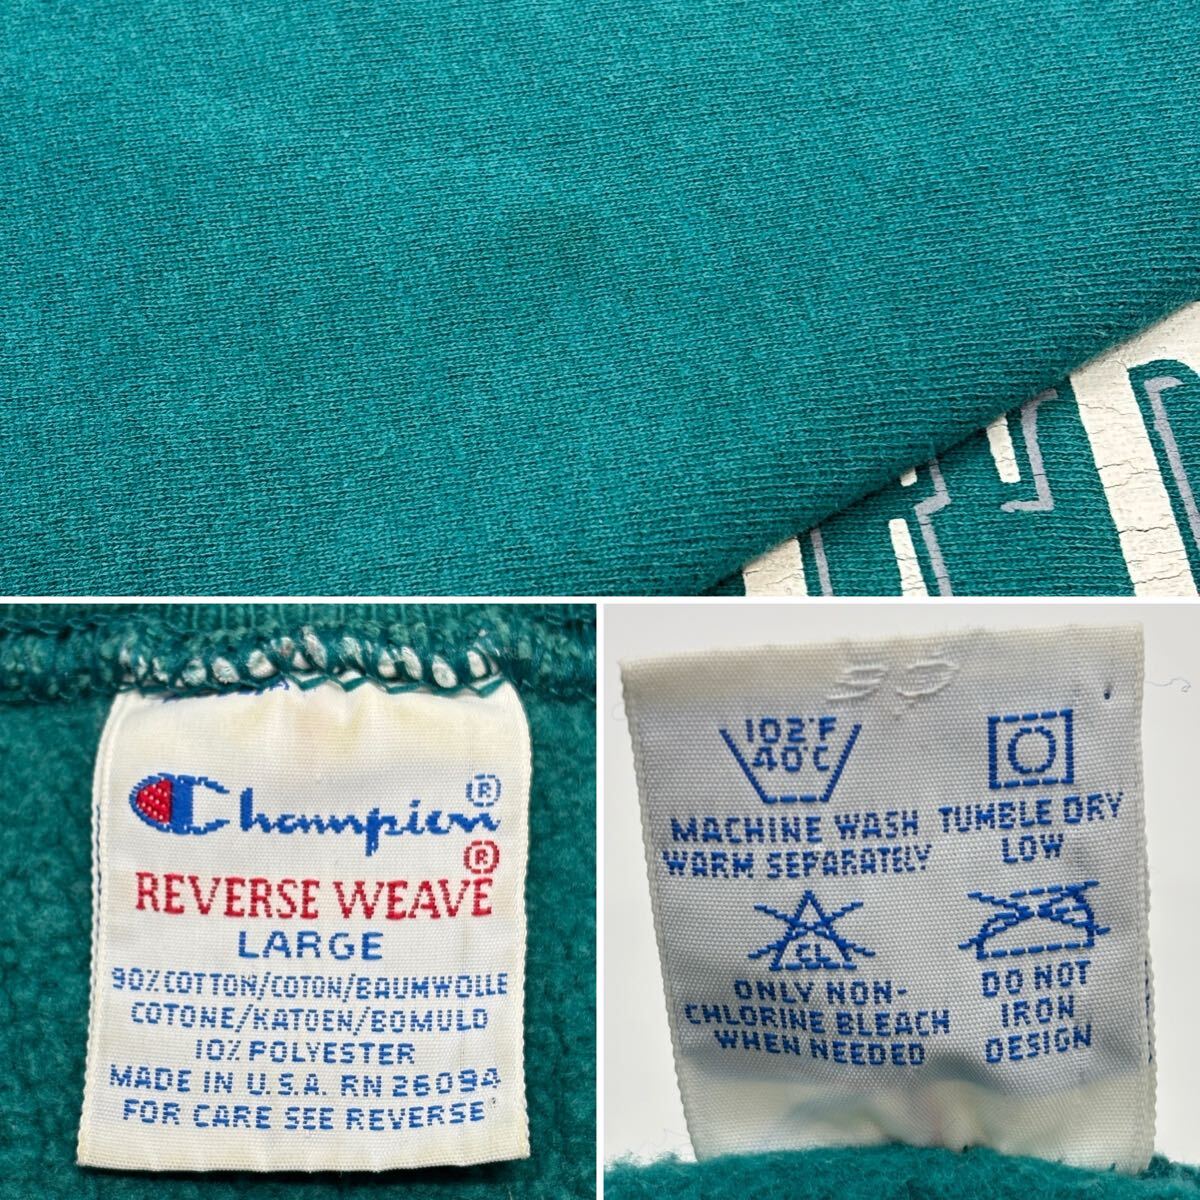 Champion®
REVERSE WEAVE®
LARGE
90% COTTON/COTON/BAUMWOLLE
COTONE/KATOEN/BOMULD
10% POLYESTER
MADE IN U.S.A. RN 26094
FOR CARE SEE REVERSE
102°F
40°C
MACHINE WASH
WARM SEPARATELY
TUMBLE DRY
LOW
CL
ONLY NON-
CHLORINE BLEACH
WHEN NEEDED
DO NOT
IRON
DESIGN